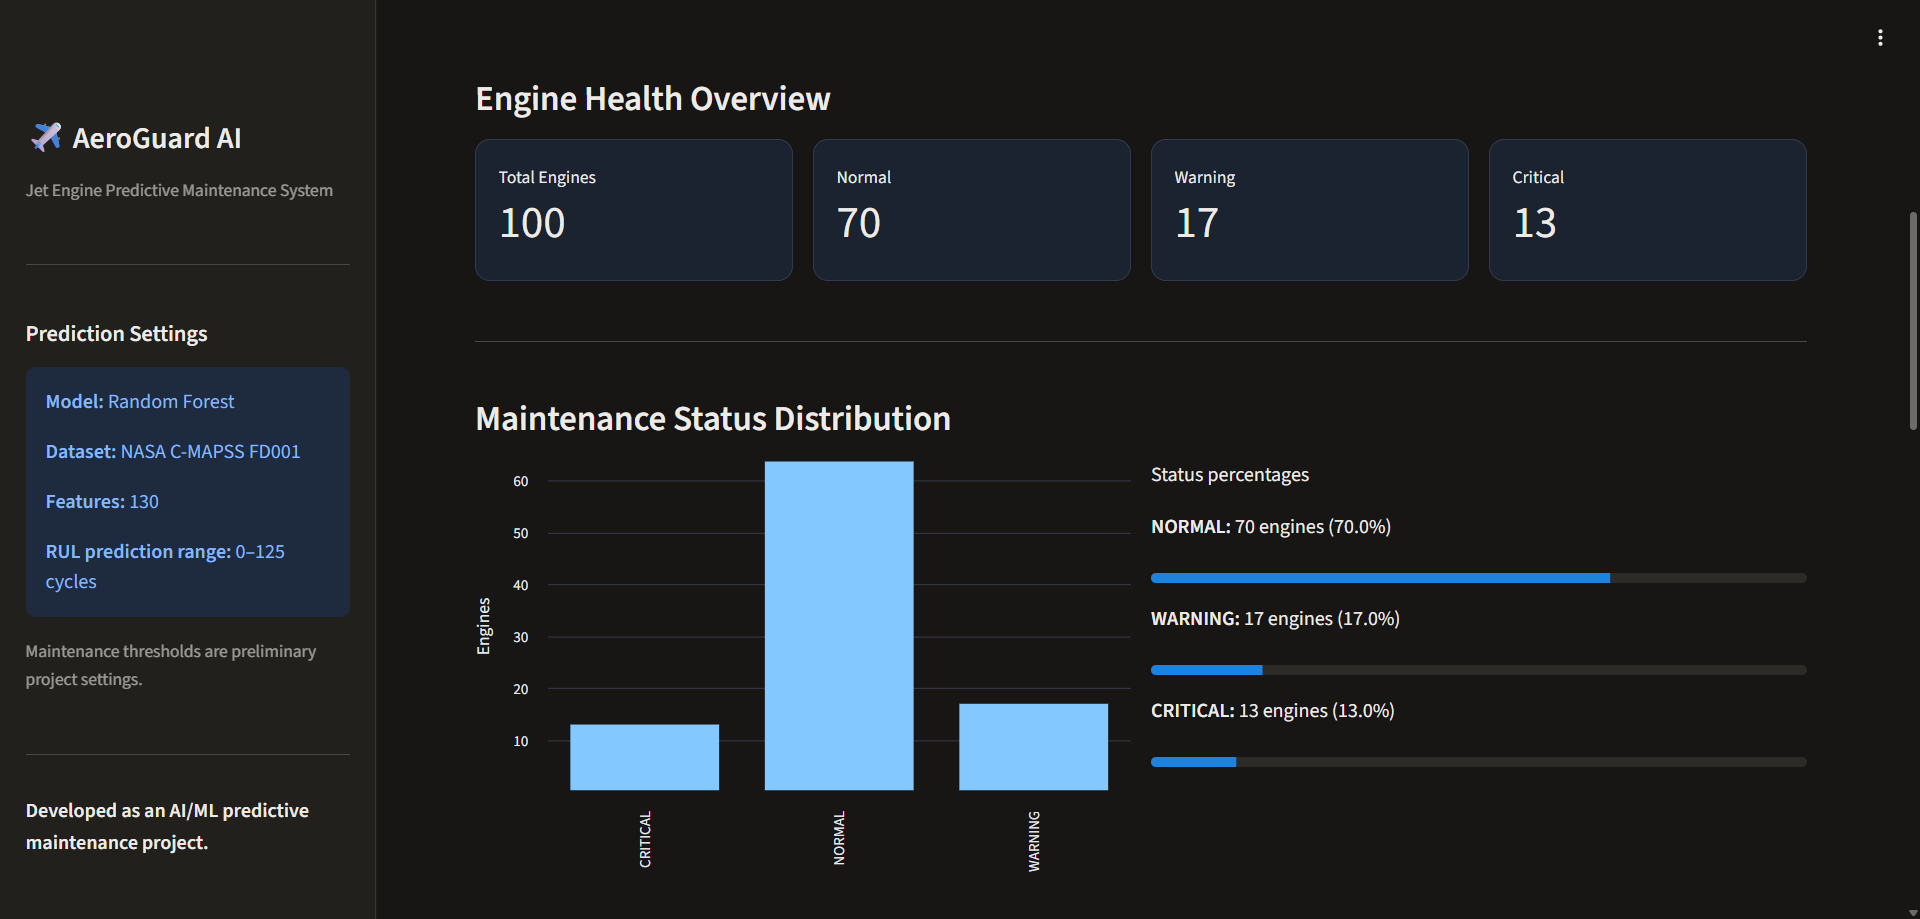 AeroGuard AI
Jet Engine Predictive Maintenance System
Prediction Settings
Model: Random Forest
Dataset: NASA C-MAPSS FD001
Features: 130
RUL prediction range: 0–125
cycles
Maintenance thresholds are preliminary
project settings.
Developed as an AI/ML predictive
maintenance project.
Engine Health Overview
Total Engines
100
Normal
70
Warning
17
Critical
13
Maintenance Status Distribution
60
50
40
30
20
10
Engines
CRITICAL
NORMAL
WARNING
Status percentages
NORMAL: 70 engines (70.0%)
WARNING: 17 engines (17.0%)
CRITICAL: 13 engines (13.0%)